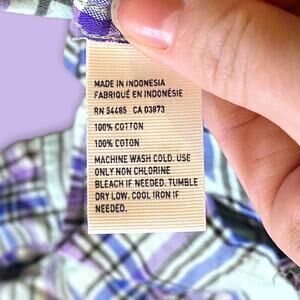 MADE IN INDONESIA
FABRIQUÉ EN INDONÉSIE
RN 54485 CA 03873
100% COTTON
100% COTON
MACHINE WASH COLD. USE
ONLY NON CHLORINE
BLEACH IF NEEDED. TUMBLE
DRY LOW. COOL IRON IF
NEEDED.